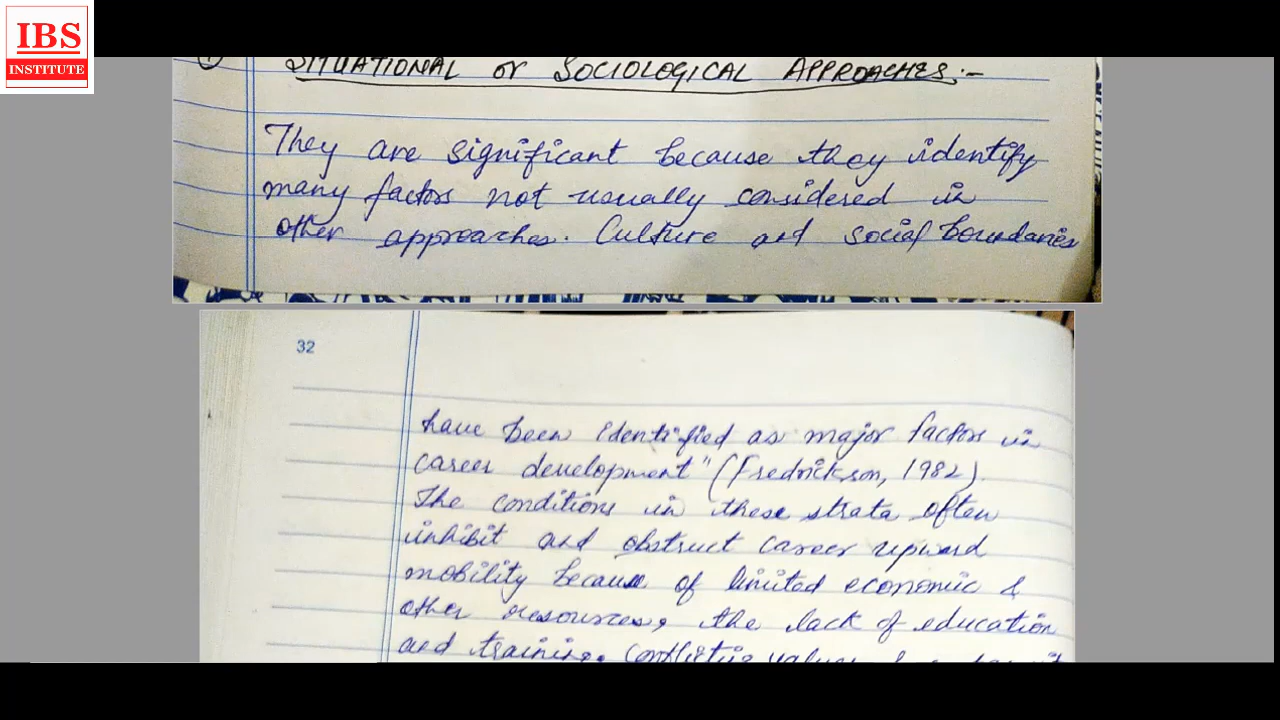 IBS
INSTITUTE
SITUATIONAL or SOCIOLOGICAL APPROACHES:-
They are significant because they identify
many factors not usually considered in
other approaches. Culture and social boundaries
32
have been identified as major factors in
career development" (Fredrickson, 1982).
The conditions in these strata often
inhibit and obstruct career upward
mobility because of limited economic &
other resources, the lack of education
and training. Conflicting values